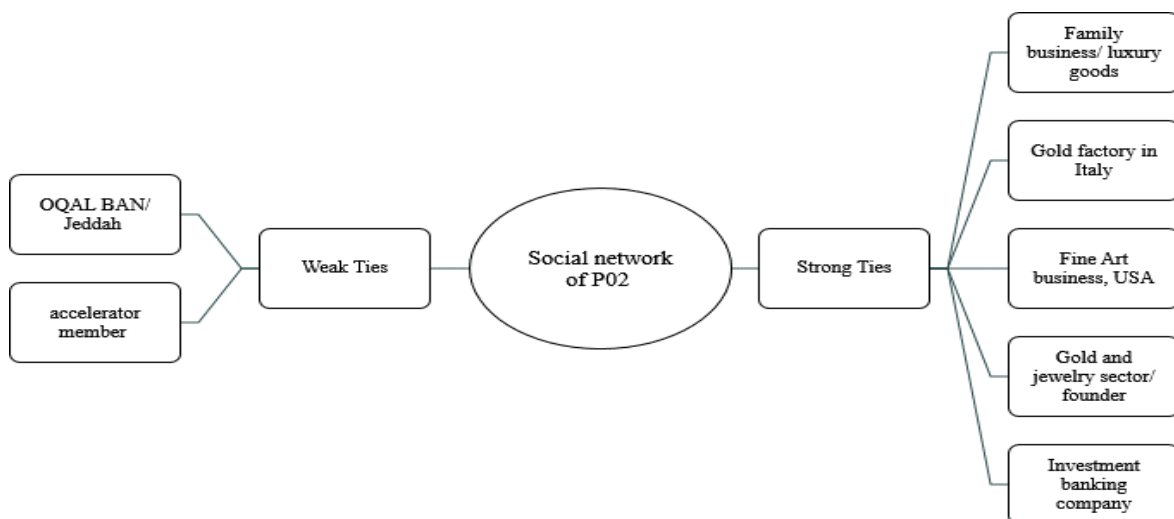 OQAL BAN/
Jeddah
accelerator
member
Weak Ties
Social network
of P02
Strong Ties
Family
business/ luxury
goods
Gold factory in
Italy
Fine Art
business, USA
Gold and
jewelry sector/
founder
Investment
banking
company